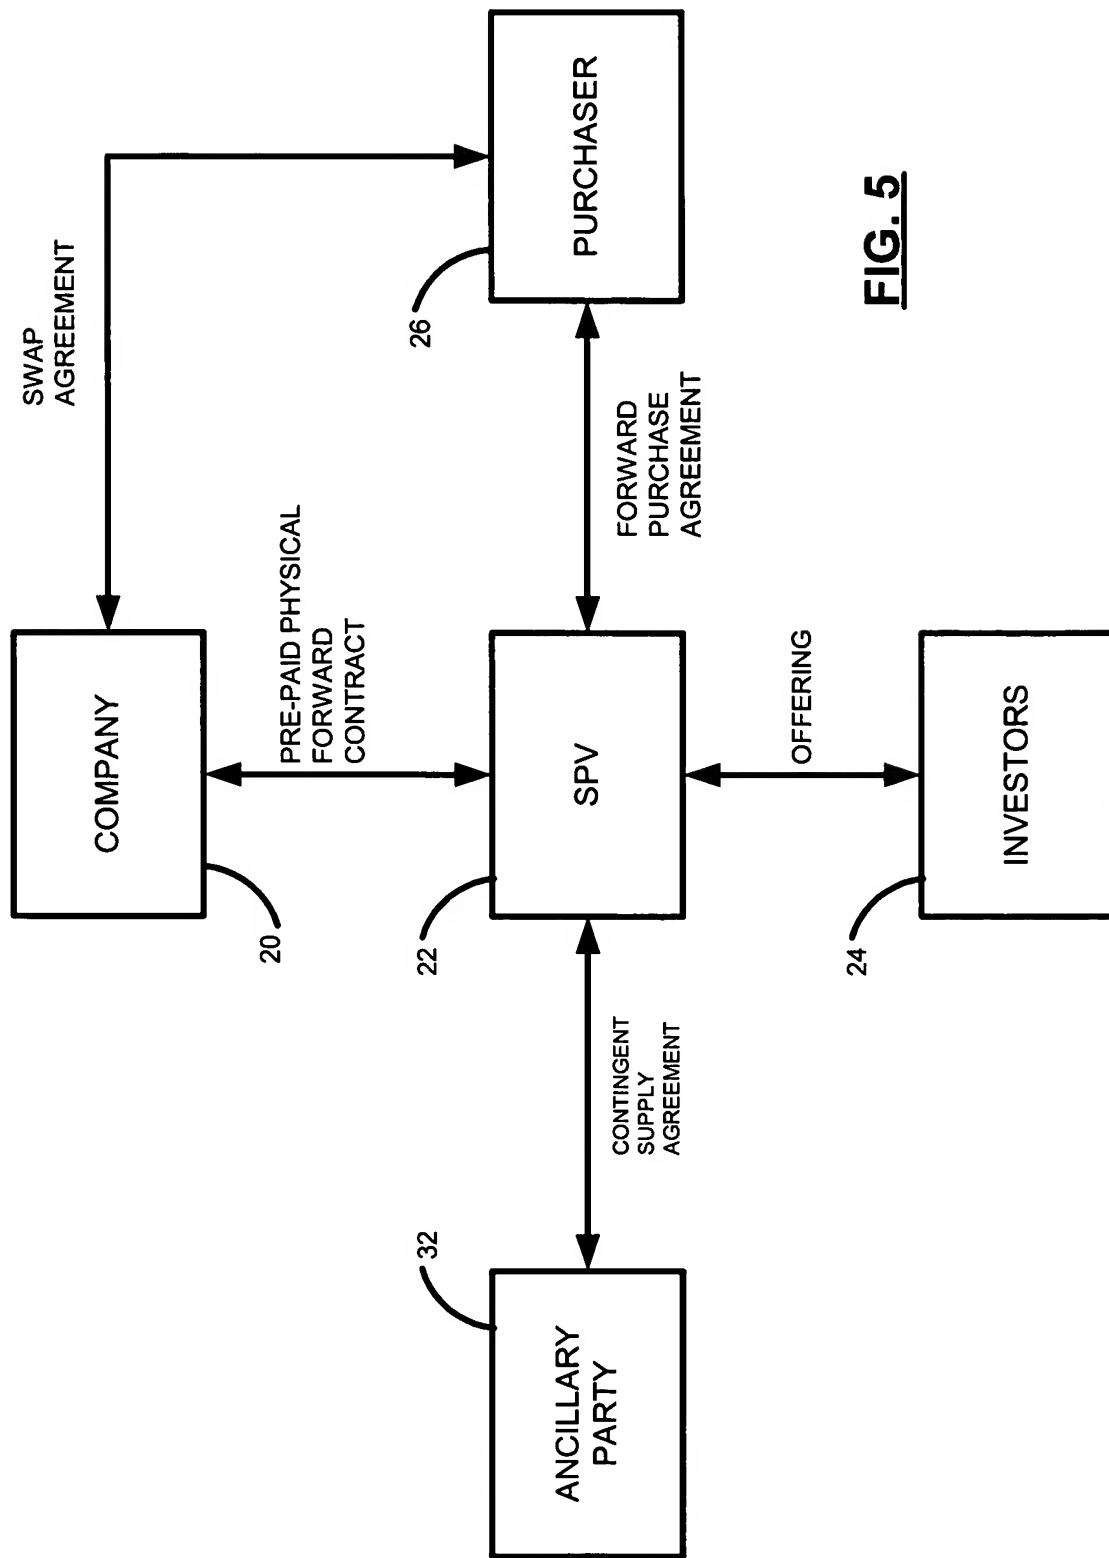 SWAP
AGREEMENT
COMPANY
20
PRE-PAID PHYSICAL
FORWARD
CONTRACT
ANCILLARY
PARTY
32
CONTINGENT
SUPPLY
AGREEMENT
SPV
22
FORWARD
PURCHASE
AGREEMENT
PURCHASER
26
OFFERING
INVESTORS
24
FIG. 5